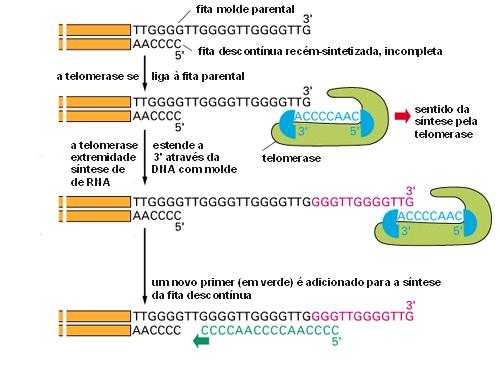 fita molde parental
3'
TTGGGGTTGGGGTTGGGGTTG
AACCCC
5'
fita descontínua recém-sintetizada, incompleta
a telomerase se
liga à fita parental
3'
TTGGGGTTGGGGTTGGGGTTG
AACCCC
5'
ACCCCAAC
3'
5'
sentido da
síntese pela
telomerase
telomerase
a telomerase
extremidade
síntese de
de RNA
estende a
3' através da
DNA com molde
3'
TTGGGGTTGGGGTTGGGGTTGGGGTTGGGGTTG
AACCCC
5'
ACCCCAAC
3'
5'
um novo primer (em verde) é adicionado para a síntese
da fita descontínua
3'
TTGGGGTTGGGGTTGGGGTTGGGGTTGGGGTTG
AACCCC
CCCCAACCCCAACCCC
5'